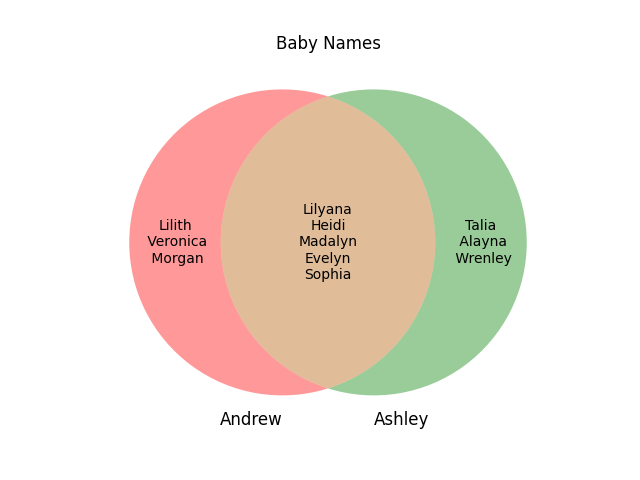 Baby Names
Lilith
Veronica
Morgan
Lilyana
Heidi
Madalyn
Evelyn
Sophia
Talia
Alayna
Wrenley
Andrew
Ashley